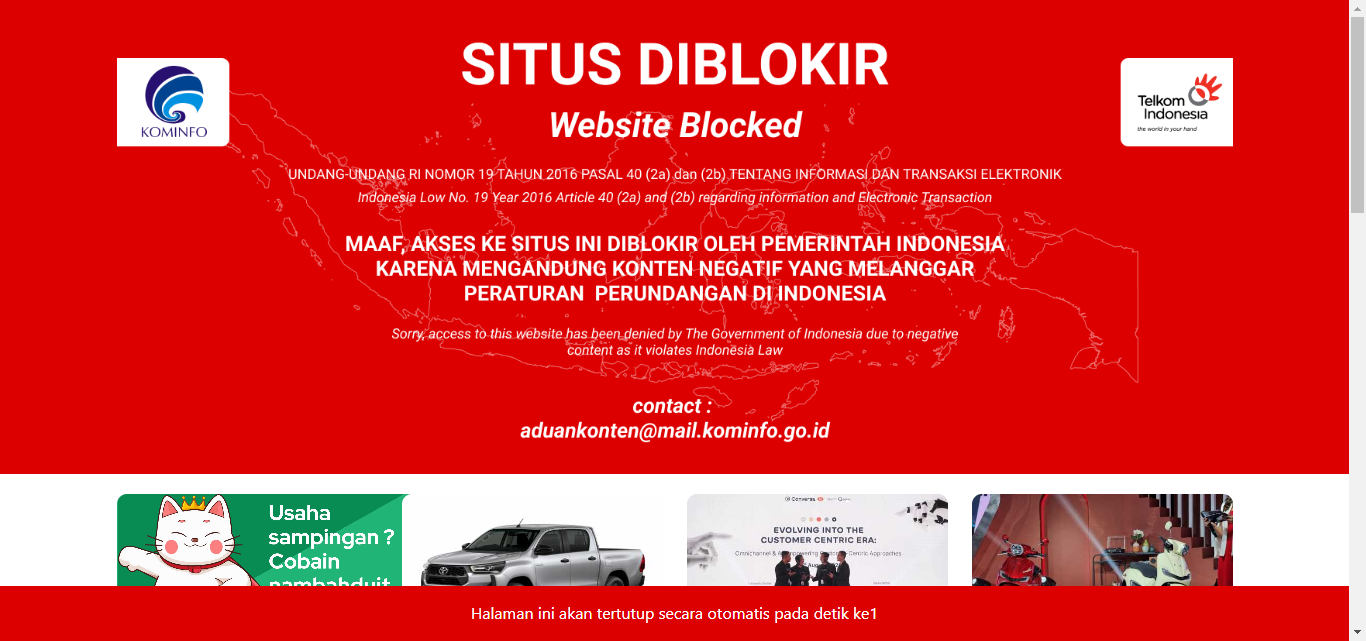 SITUS DIBLOKIR
KOMINFO
Telkom
Indonesia
the world in your hand
Website Blocked
UNDANG-UNDANG RI NOMOR 19 TAHUN 2016 PASAL 40 (2a) dan (2b) TENTANG INFORMASI DAN TRANSAKSI ELEKTRONIK
Indonesia Low No. 19 Year 2016 Article 40 (2a) and (2b) regarding information and Electronic Transaction
MAAF, AKSES KE SITUS INI DIBLOKIR OLEH PEMERINTAH INDONESIA
KARENA MENGANDUNG KONTEN NEGATIF YANG MELANGGAR
PERATURAN PERUNDANGAN DI INDONESIA
Sorry, access to this website has been denied by The Government of Indonesia due to negative
content as it violates Indonesia Law
contact :
aduankonten@mail.kominfo.go.id
Usaha
sampingan ?
Cobain
nambahduit
Converas
EVOLVING INTO THE
CUSTOMER CENTRIC ERA:
Halaman ini akan tertutup secara otomatis pada detik ke1